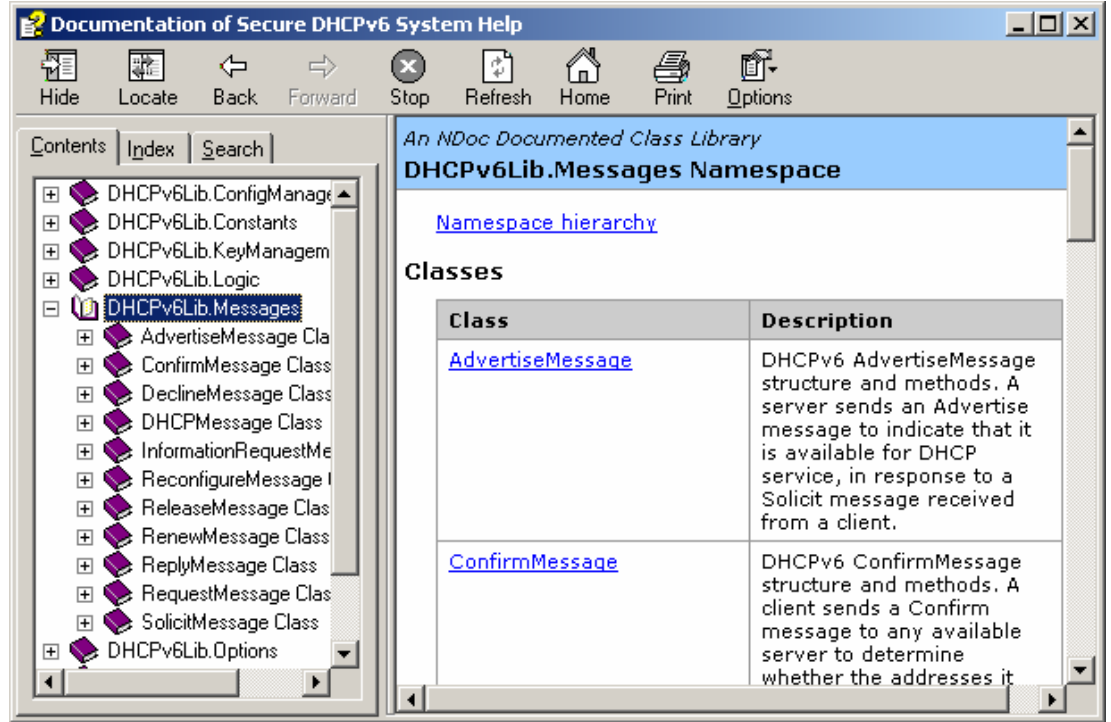 Documentation of Secure DHCPv6 System Help
Hide Locate Back Forward Stop Refresh Home Print Options
Contents Index Search
DHCPv6Lib.ConfigManage
DHCPv6Lib.Constants
DHCPv6Lib.KeyManagem
DHCPv6Lib.Logic
DHCPv6Lib.Messages
AdvertiseMessage Cla
ConfirmMessage Class
DeclineMessage Class
DHCPMessage Class
InformationRequestMe
ReconfigureMessage
ReleaseMessage Clas
RenewMessage Class
ReplyMessage Class
RequestMessage Clas
SolicitMessage Class
DHCPv6Lib.Options
An NDoc Documented Class Library
DHCPv6Lib.Messages Namespace
Namespace hierarchy
Classes
Class Description
AdvertiseMessage DHCPv6 AdvertiseMessage
structure and methods. A
server sends an Advertise
message to indicate that it
is available for DHCP
service, in response to a
Solicit message received
from a client.
ConfirmMessage DHCPv6 ConfirmMessage
structure and methods. A
client sends a Confirm
message to any available
server to determine
whether the addresses it